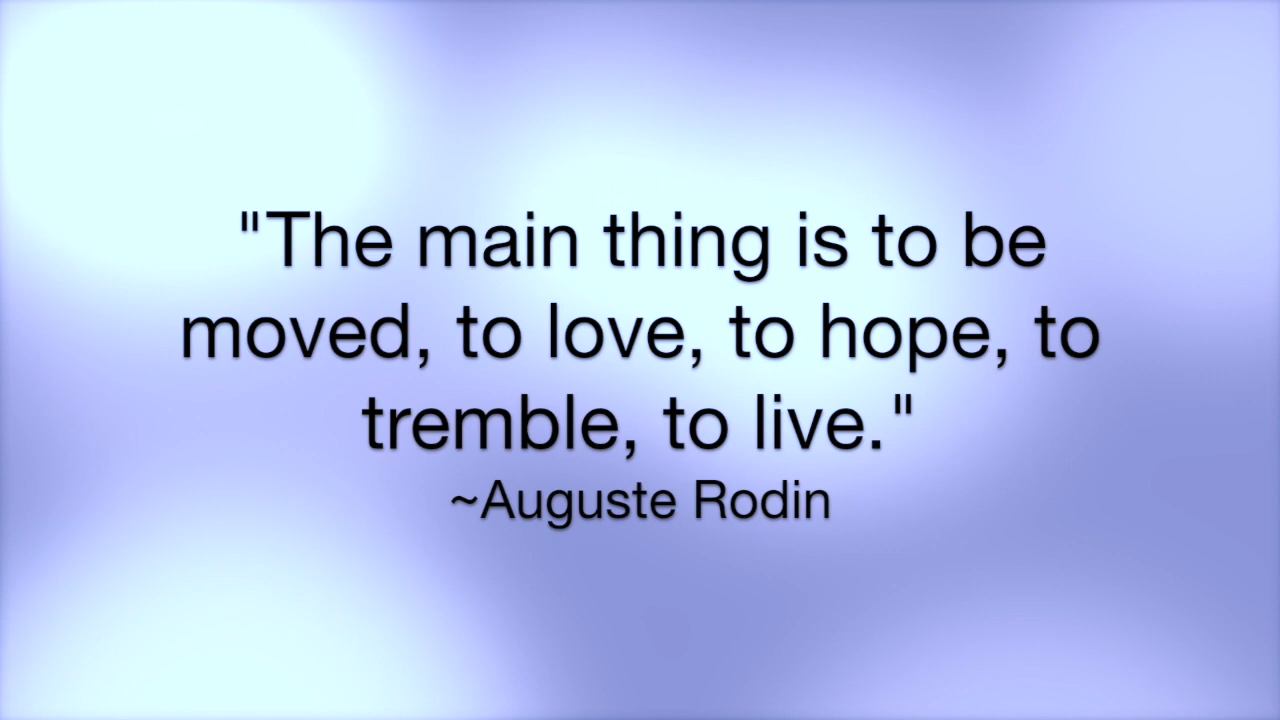 "The main thing is to be
moved, to love, to hope, to
tremble, to live."
~Auguste Rodin